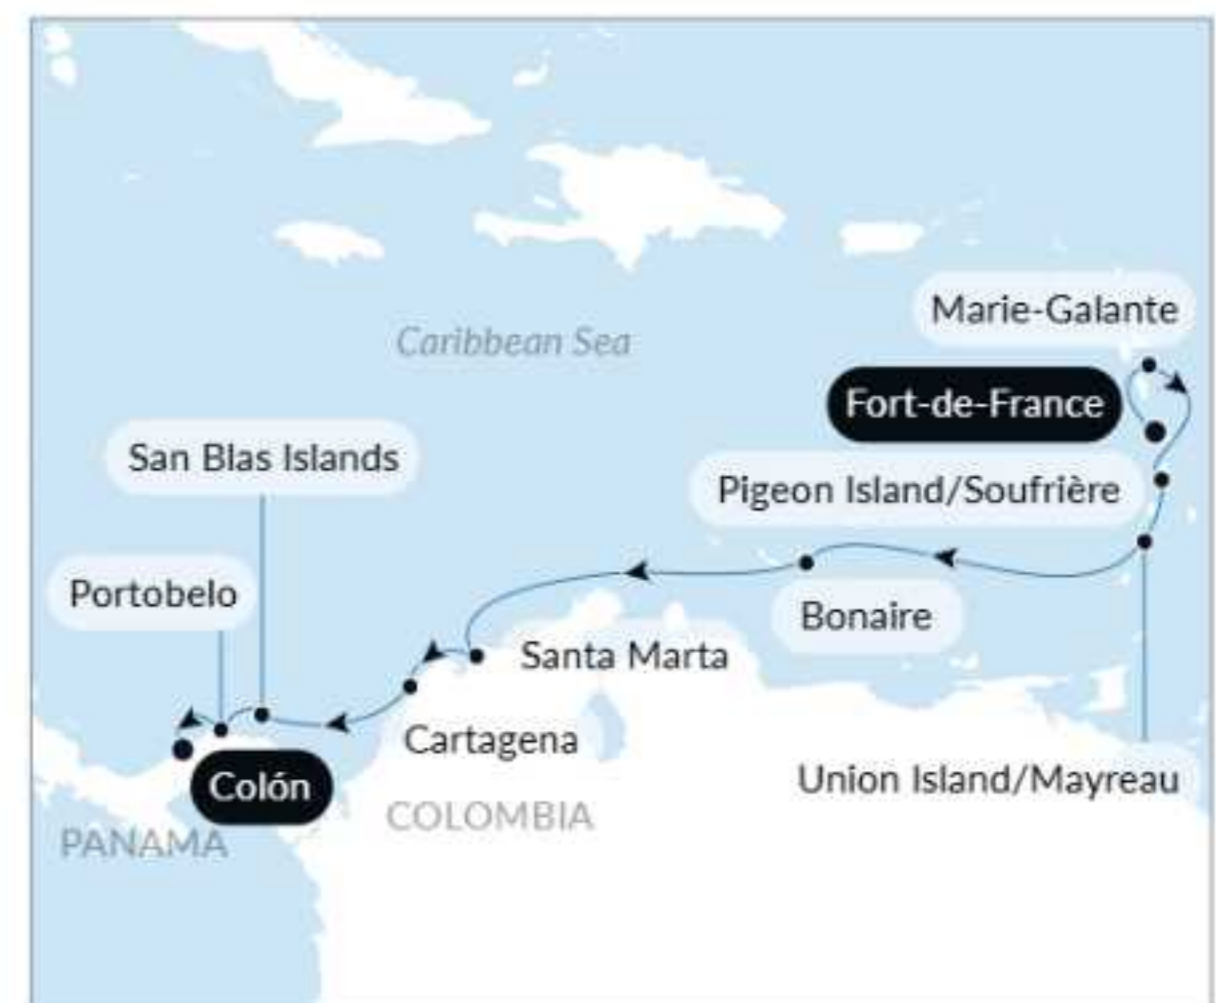 Marie-Galante
Caribbean Sea
Fort-de-France
San Blas Islands
Pigeon Island/Soufrière
Portobelo
Bonaire
Santa Marta
Cartagena
Colón
Union Island/Mayreau
COLOMBIA
PANAMA